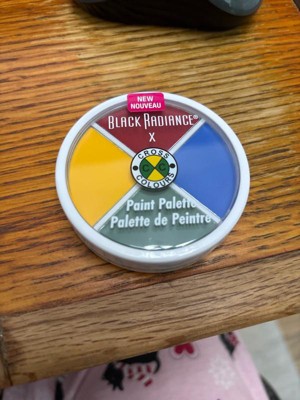 NEW
NOUVEAU
BLACK RADIANCE®
X
CROSS
C C
COLOURS
Paint Palette
Palette de Peintre